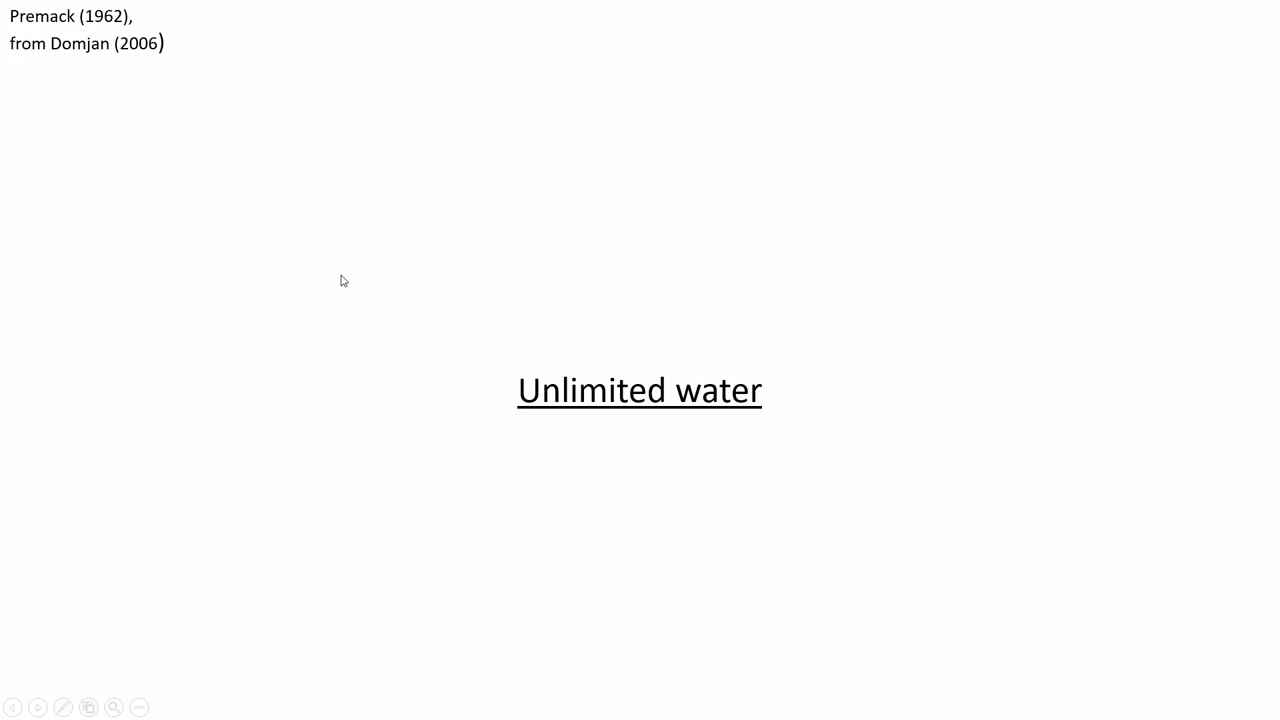 Premack (1962),
from Domjan (2006)
Unlimited water